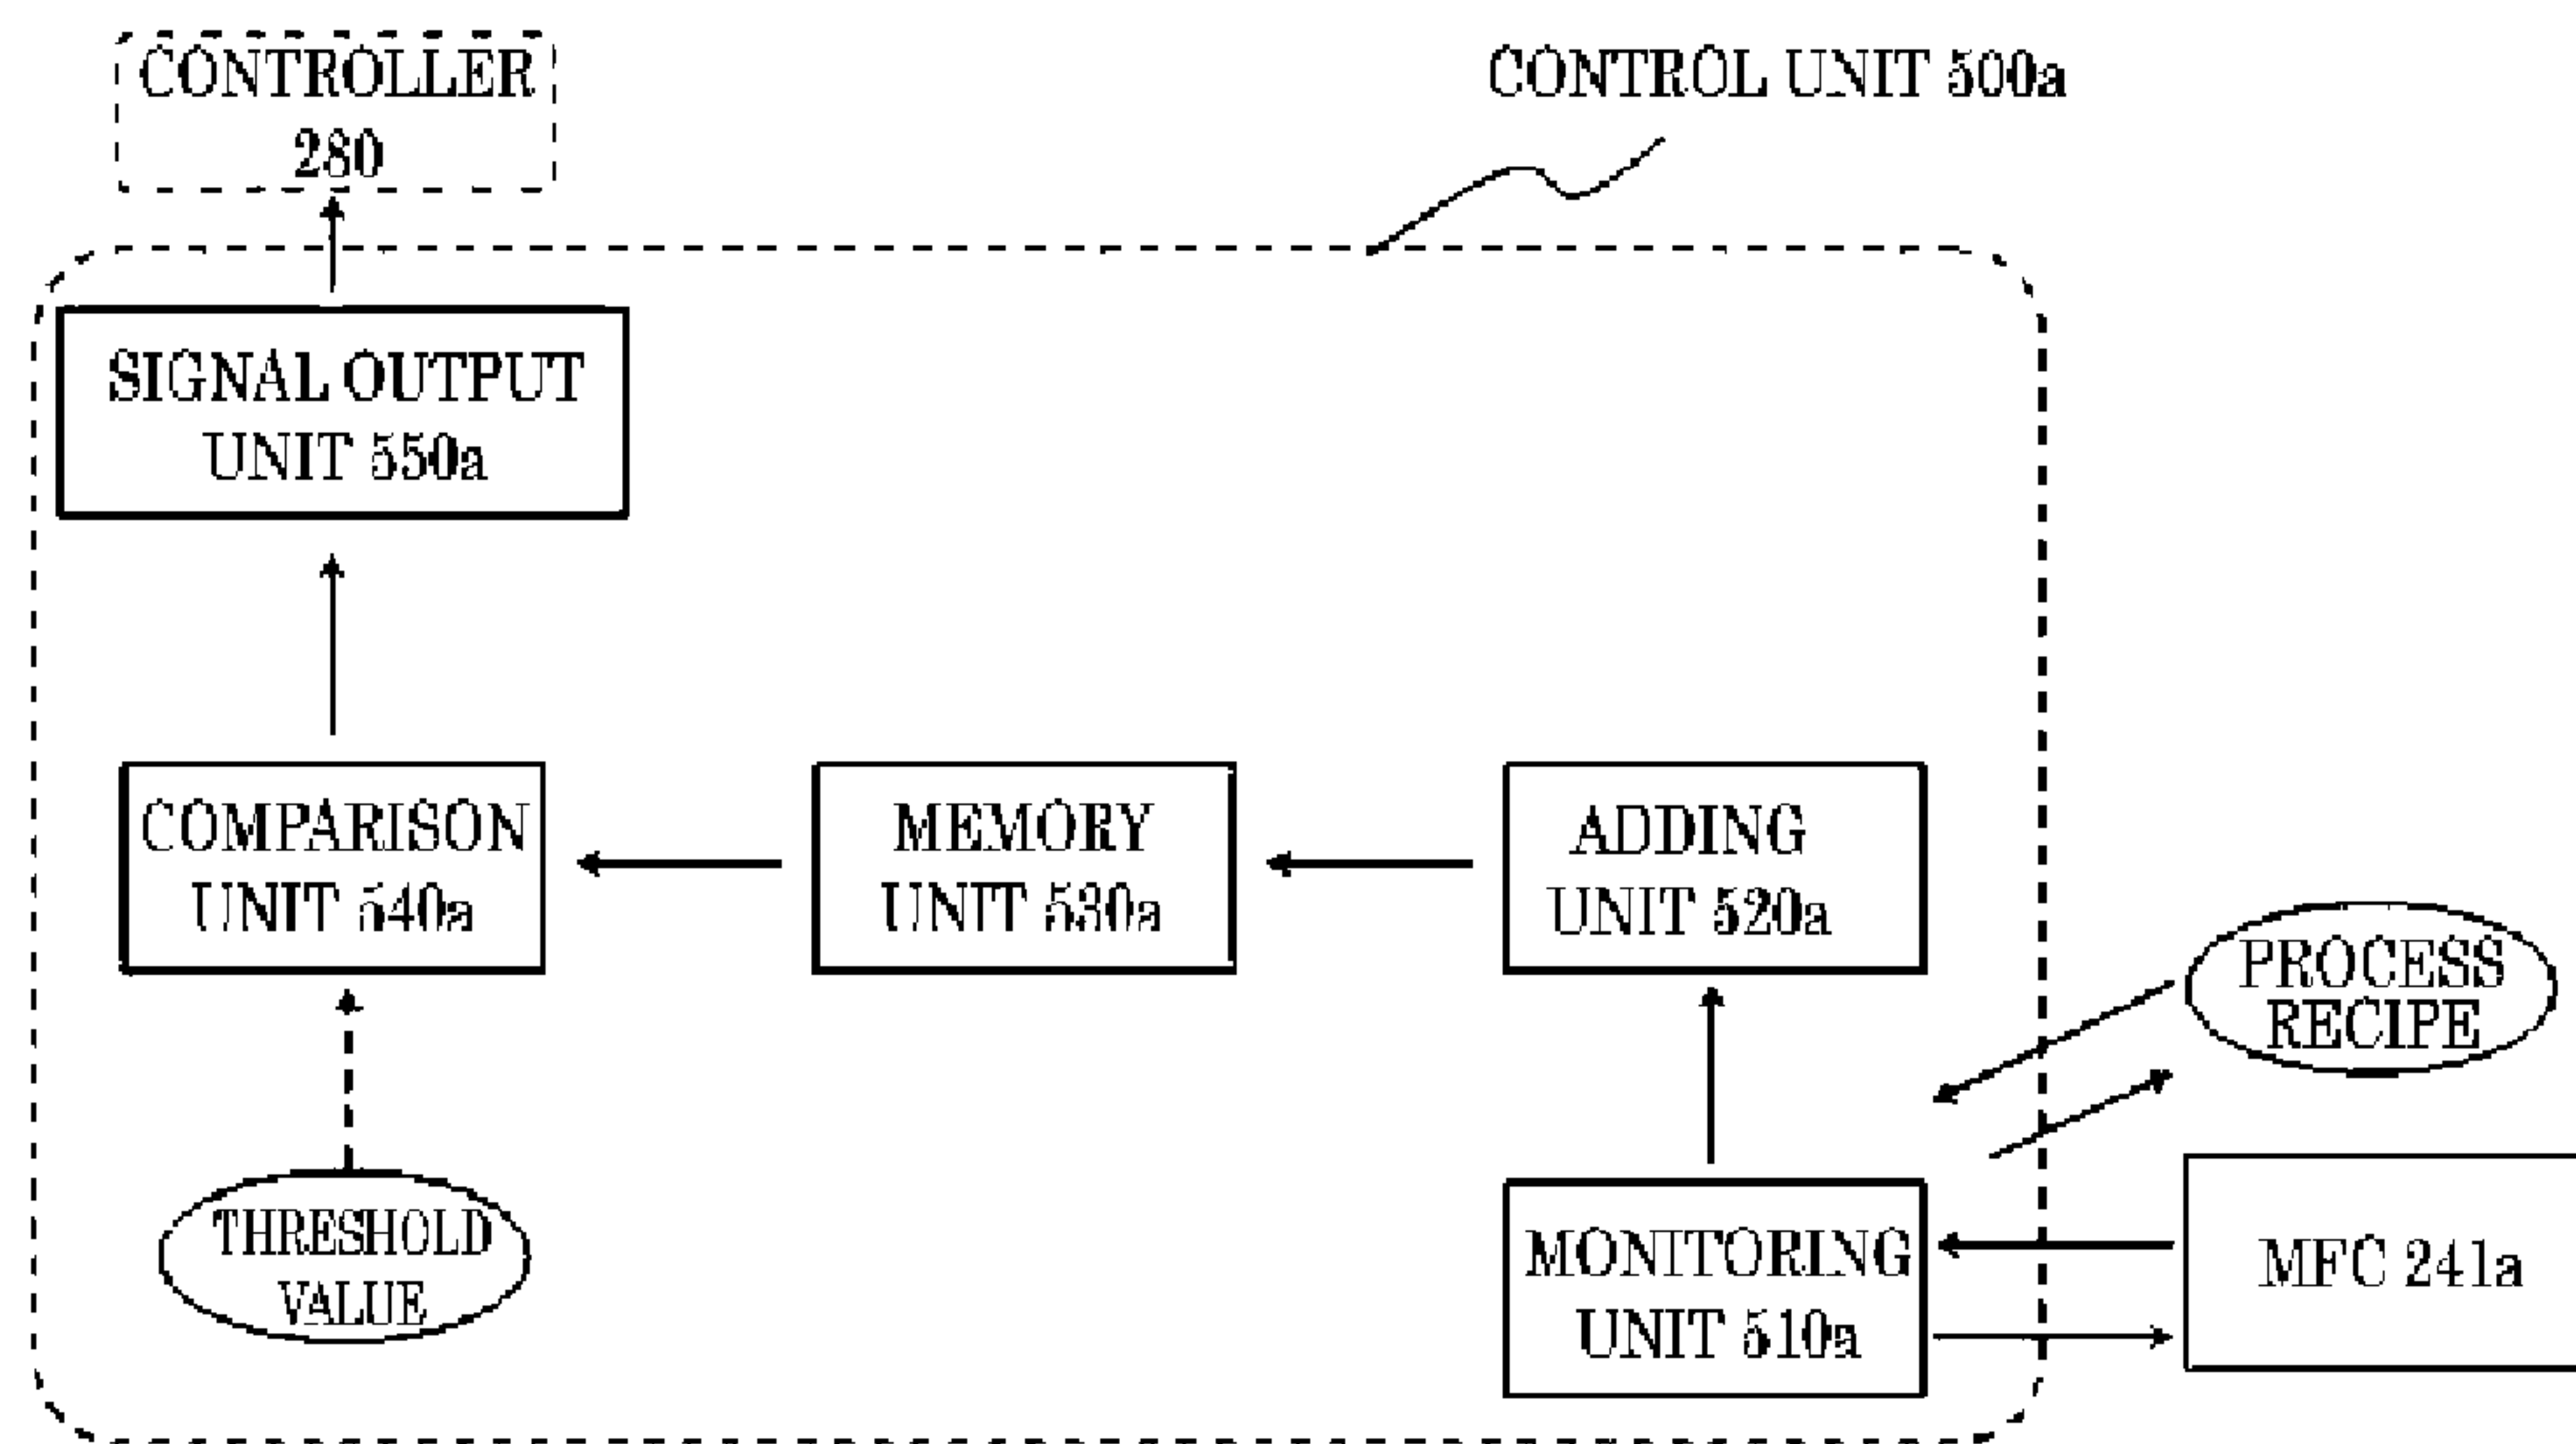 CONTROLLER
280
CONTROL UNIT 500a
SIGNAL OUTPUT
UNIT 550a
COMPARISON
UNIT 540a
MEMORY
UNIT 530a
ADDING
UNIT 520a
PROCESS
RECIPE
THRESHOLD
VALUE
MONITORING
UNIT 510a
MFC 241a